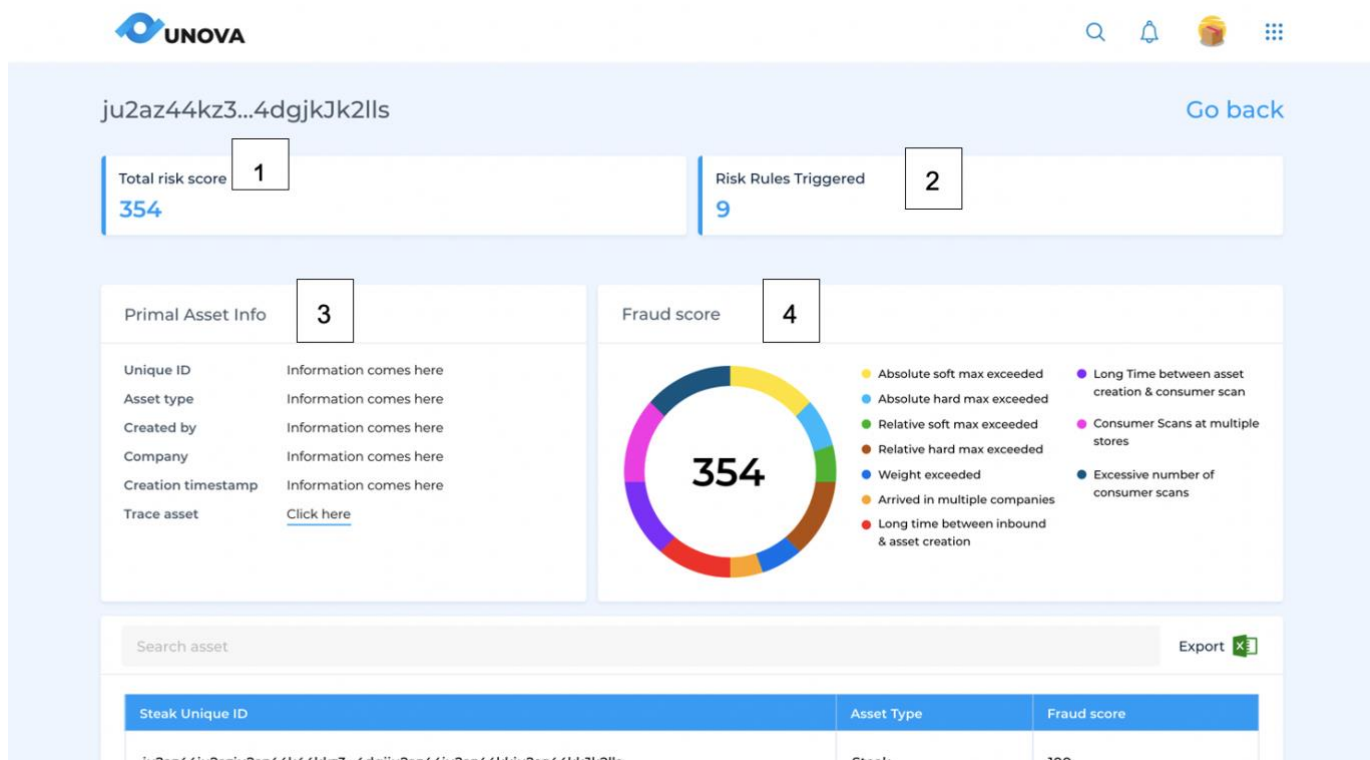 UNOVA
ju2az44kz3...4dgjkJk2lls
Go back
Total risk score
354
1
Risk Rules Triggered
9
2
Primal Asset Info
3
Unique ID Information comes here
Asset type Information comes here
Created by Information comes here
Company Information comes here
Creation timestamp Information comes here
Trace asset Click here
Fraud score
4
354
Absolute soft max exceeded
Absolute hard max exceeded
Relative soft max exceeded
Relative hard max exceeded
Weight exceeded
Arrived in multiple companies
Long time between inbound
& asset creation
Long Time between asset
creation & consumer scan
Consumer Scans at multiple
stores
Excessive number of
consumer scans
Search asset
Export
Steak Unique ID Asset Type Fraud score